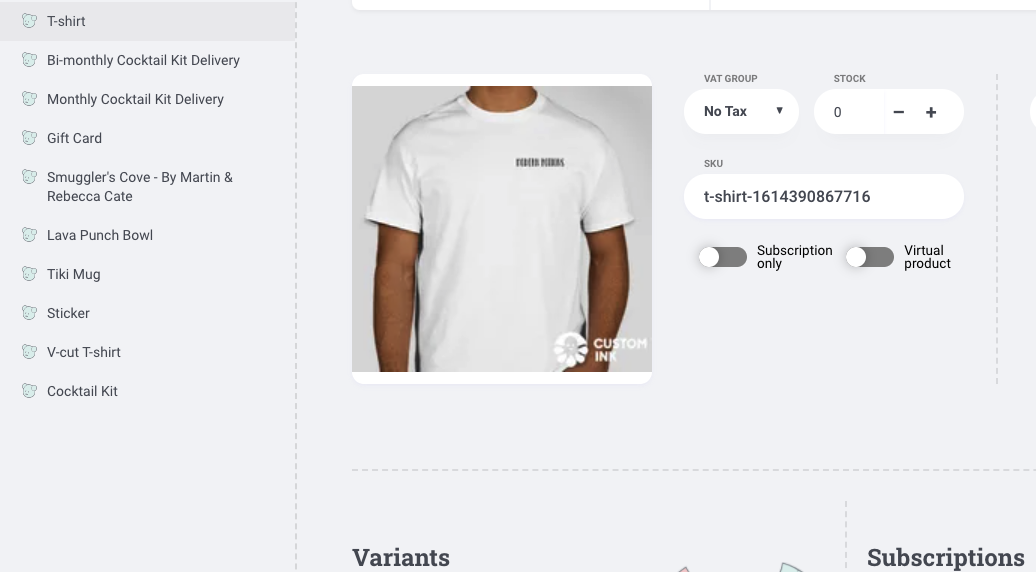 T-shirt
Bi-monthly Cocktail Kit Delivery
Monthly Cocktail Kit Delivery
Gift Card
Smuggler's Cove - By Martin &
Rebecca Cate
Lava Punch Bowl
Tiki Mug
Sticker
V-cut T-shirt
Cocktail Kit
VAT GROUP
STOCK
No Tax
0
SKU
t-shirt-1614390867716
Subscription
only
Virtual
product
CUSTOM
INK
Variants
Subscriptions